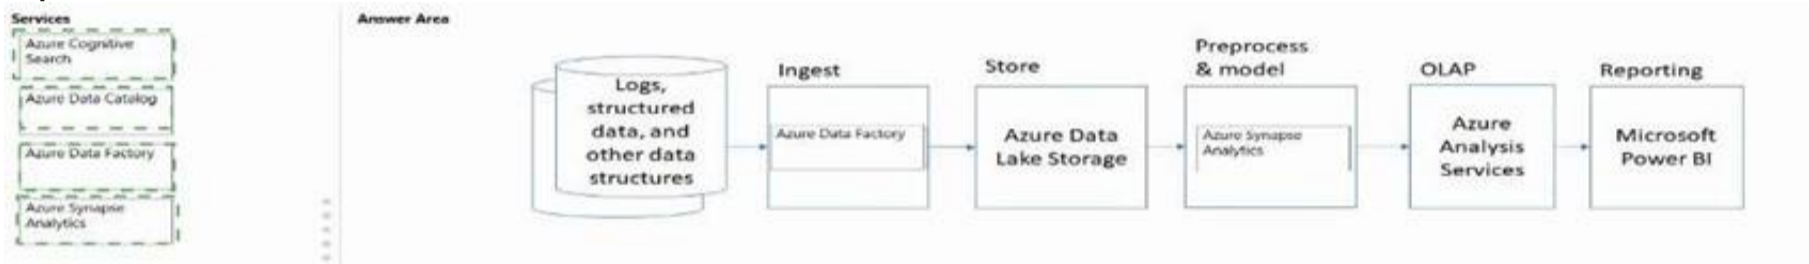 Services
Answer Area
Azure Cognitive
Search
Azure Data Catalog
Azure Data Factory
Azure Synapse
Analytics
Logs,
structured
data, and
other data
structures
Ingest
Azure Data Factory
Store
Azure Data
Lake Storage
Preprocess
& model
Azure Synapse
Analytics
OLAP
Azure
Analysis
Services
Reporting
Microsoft
Power BI